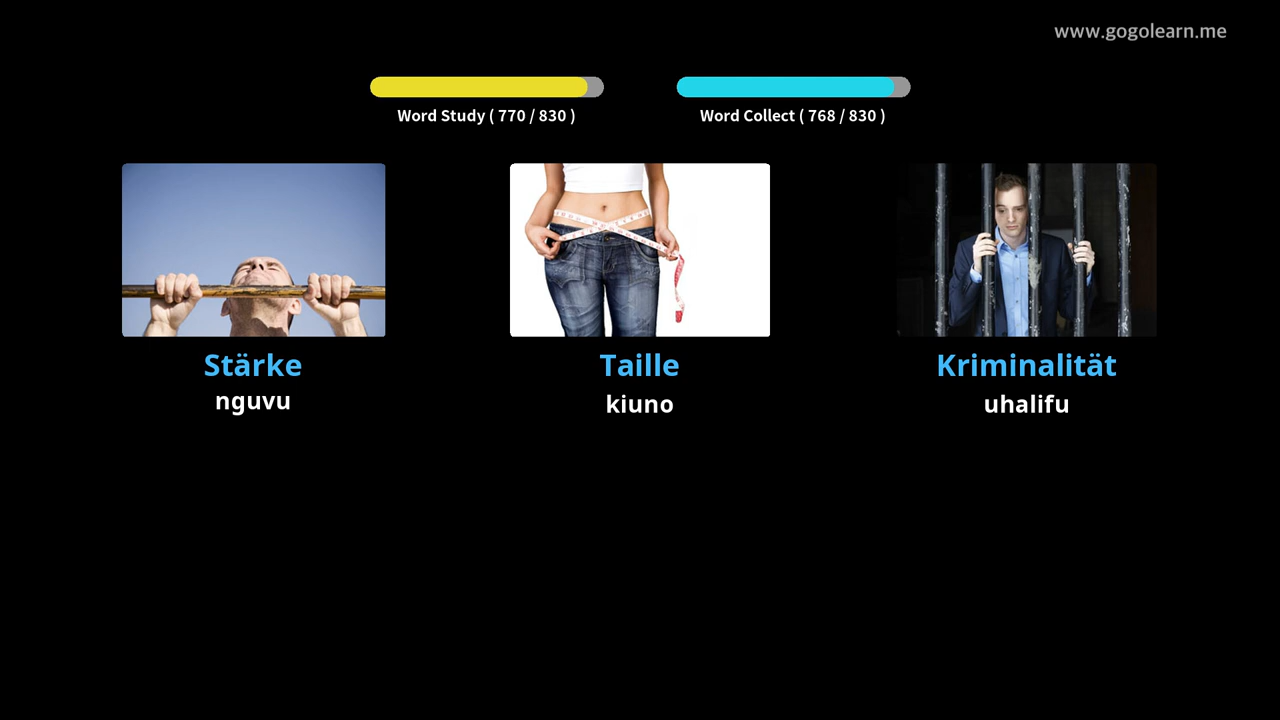 www.gogolearn.me
Word Study ( 770 / 830 )
Word Collect ( 768 / 830 )
Stärke
nguvu
Taille
kiuno
Kriminalität
uhalifu